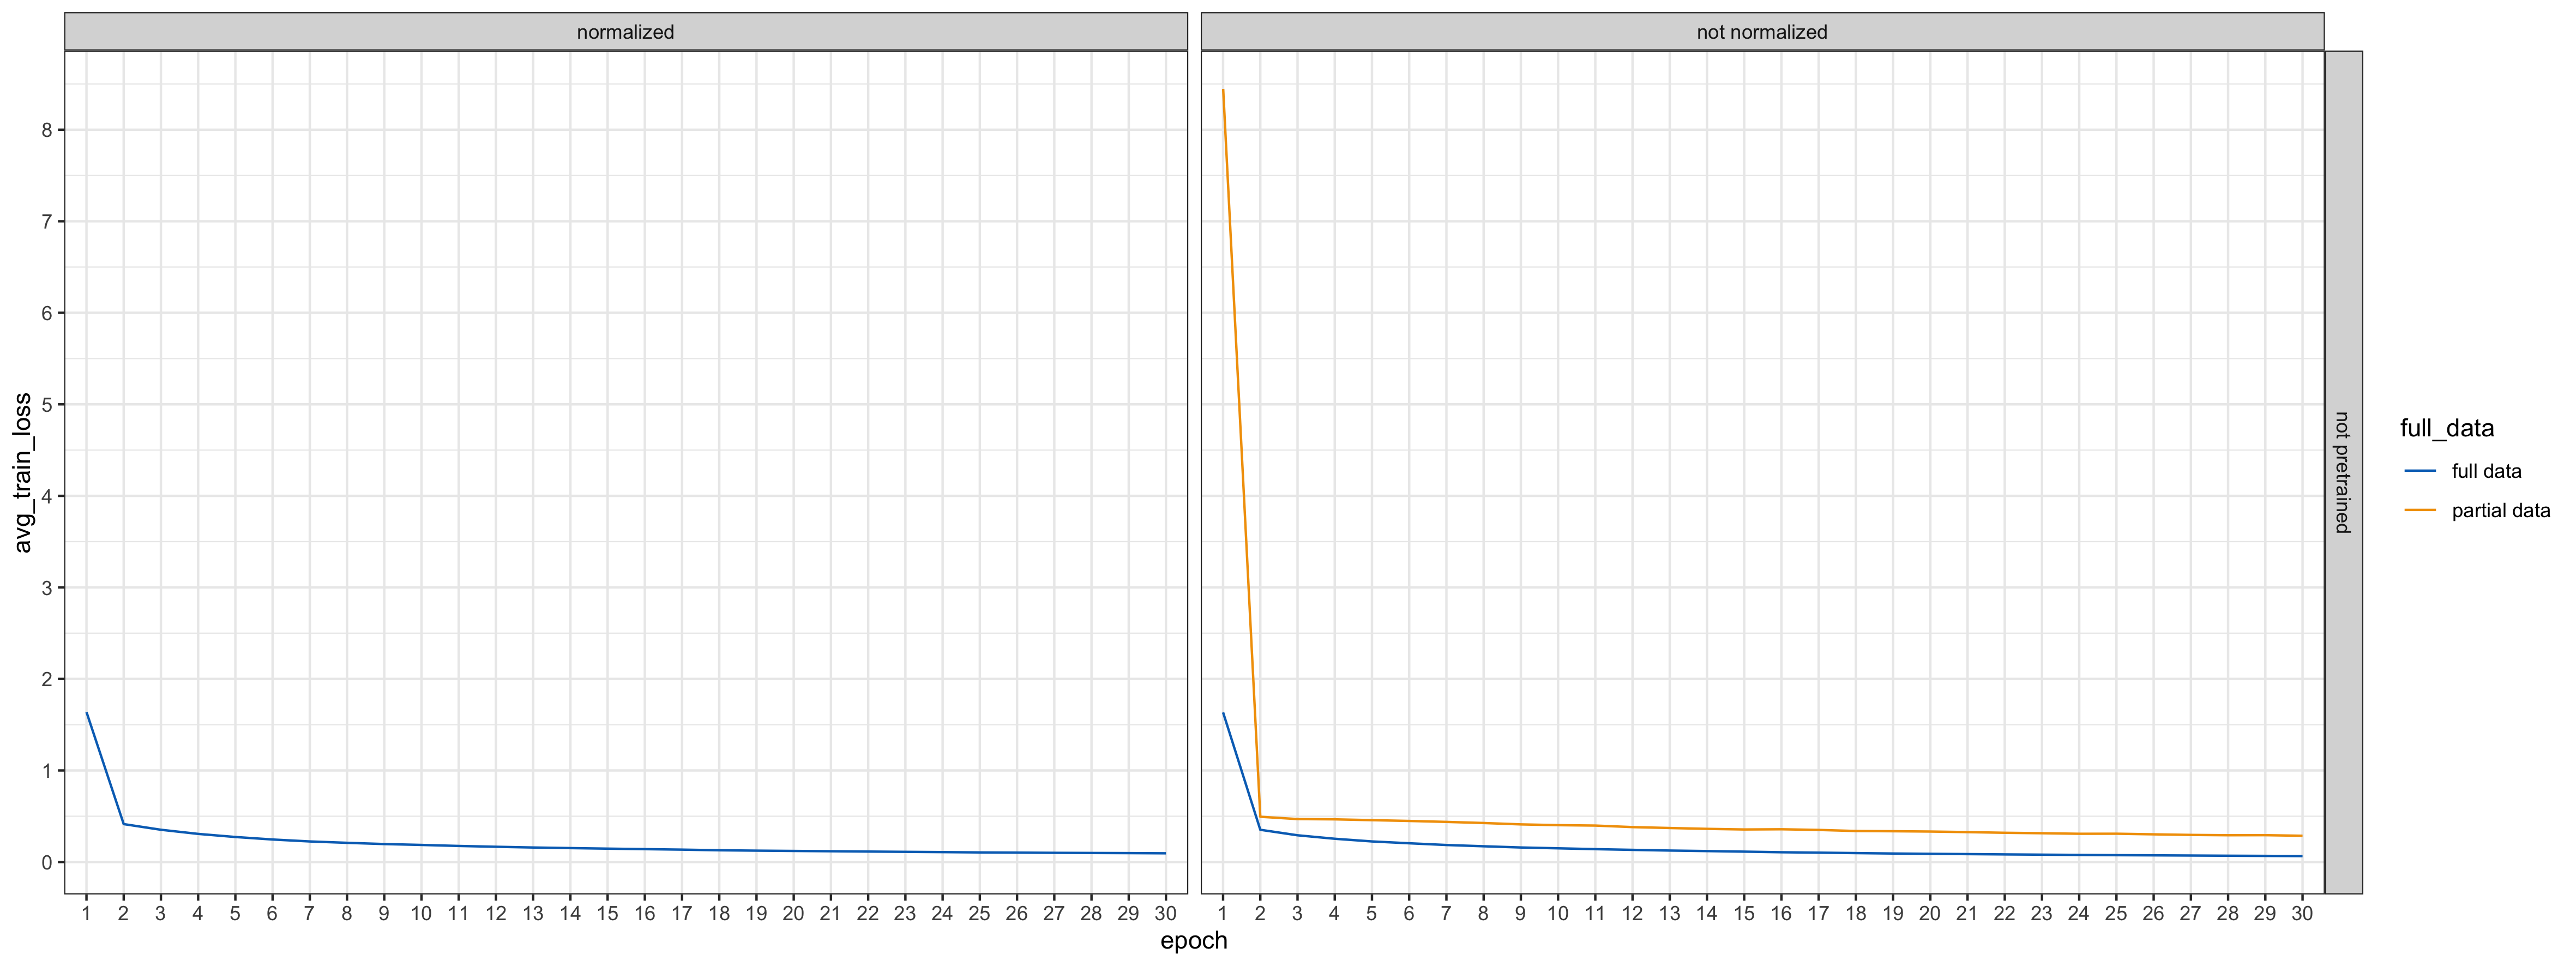 normalized
not normalized
avg_train_loss
8
7
6
5
4
3
2
1
0
not pretrained
1 2 3 4 5 6 7 8 9 10 11 12 13 14 15 16 17 18 19 20 21 22 23 24 25 26 27 28 29 30
1 2 3 4 5 6 7 8 9 10 11 12 13 14 15 16 17 18 19 20 21 22 23 24 25 26 27 28 29 30
epoch
full_data
full data
partial data